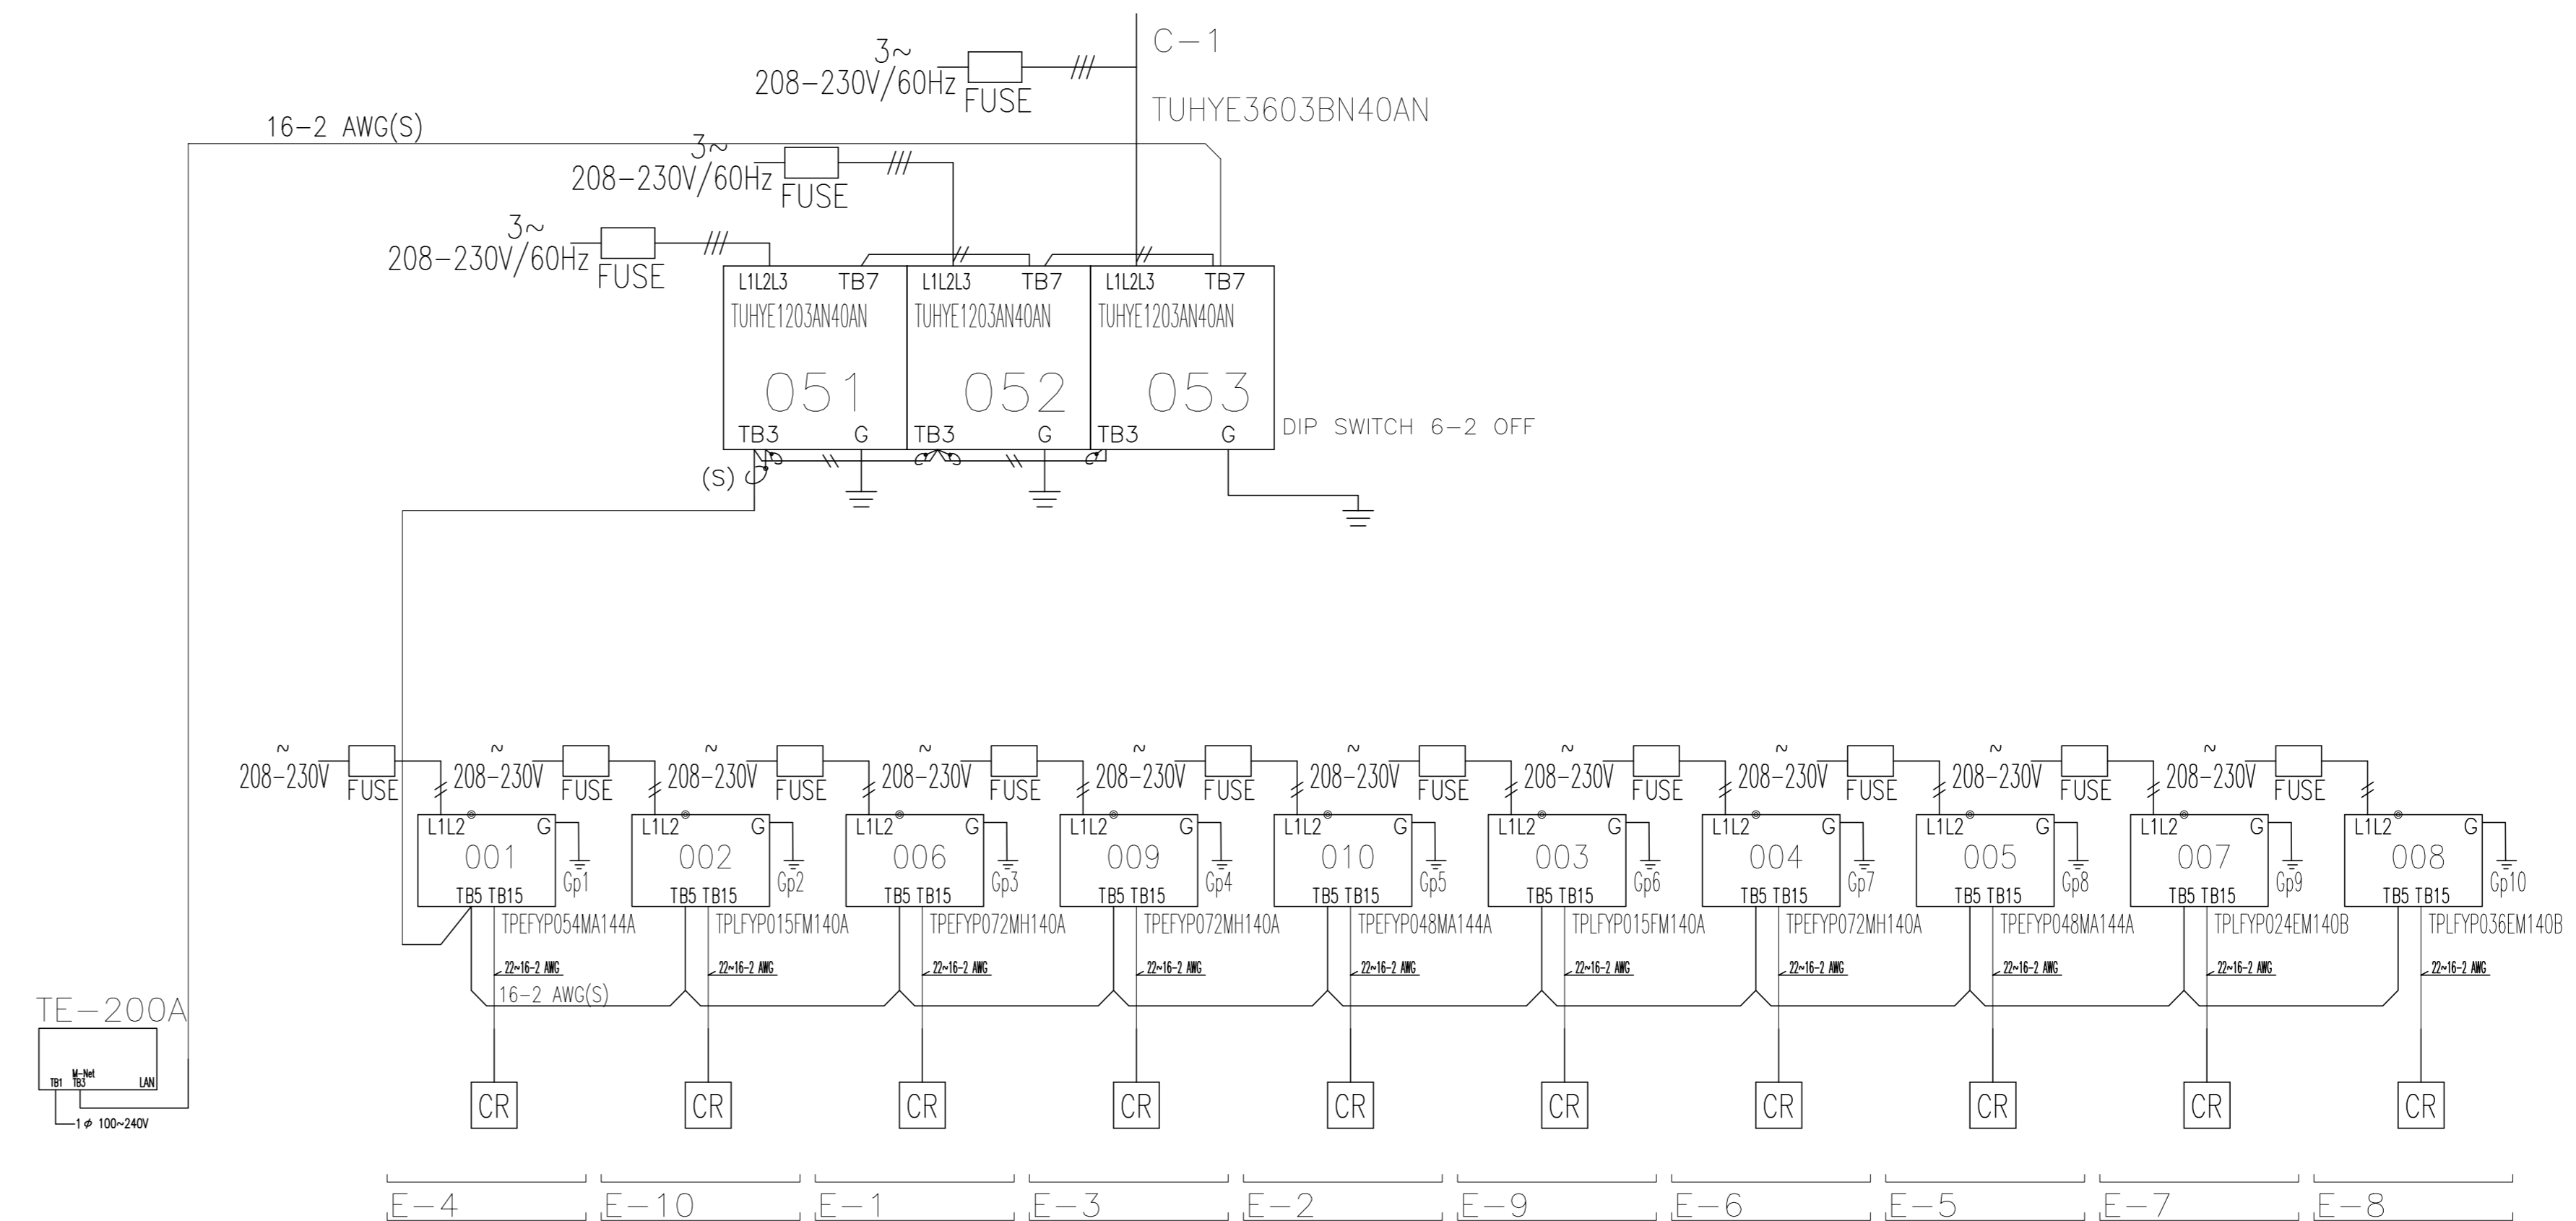 C-1
3~
208-230V/60Hz
FUSE
TUHYE3603BN40AN
16-2 AWG(S)
3~
208-230V/60Hz
FUSE
3~
208-230V/60Hz
FUSE
L1L2L3 TB7 L1L2L3 TB7 L1L2L3 TB7
TUHYE1203AN40AN TUHYE1203AN40AN TUHYE1203AN40AN
051 052 053
DIP SWITCH 6-2 OFF
TB3 G TB3 G TB3 G
(S)
~ ~ ~ ~ ~ ~ ~ ~ ~ ~
208-230V 208-230V 208-230V 208-230V 208-230V 208-230V 208-230V 208-230V 208-230V 208-230V
FUSE FUSE FUSE FUSE FUSE FUSE FUSE FUSE FUSE FUSE
L1L2 G L1L2 G L1L2 G L1L2 G L1L2 G L1L2 G L1L2 G L1L2 G L1L2 G L1L2 G
001 002 006 009 010 003 004 005 007 008
Gp1 Gp2 Gp3 Gp4 Gp5 Gp6 Gp7 Gp8 Gp9 Gp10
TB5 TB15 TB5 TB15 TB5 TB15 TB5 TB15 TB5 TB15 TB5 TB15 TB5 TB15 TB5 TB15 TB5 TB15 TB5 TB15
TPEFYP054MA144A TPLFYP015FM140A TPEFYP072MH140A TPEFYP072MH140A TPEFYP048MA144A TPLFYP015FM140A TPEFYP072MH140A TPEFYP048MA144A TPLFYP024EM140B TPLFYP036EM140B
22~16-2 AWG 22~16-2 AWG 22~16-2 AWG 22~16-2 AWG 22~16-2 AWG 22~16-2 AWG 22~16-2 AWG 22~16-2 AWG 22~16-2 AWG 22~16-2 AWG
16-2 AWG(S)
TE-200A
M-Net
TB1 TB3 LAN
1 ϕ 100~240V
CR CR CR CR CR CR CR CR CR CR
E-4 E-10 E-1 E-3 E-2 E-9 E-6 E-5 E-7 E-8